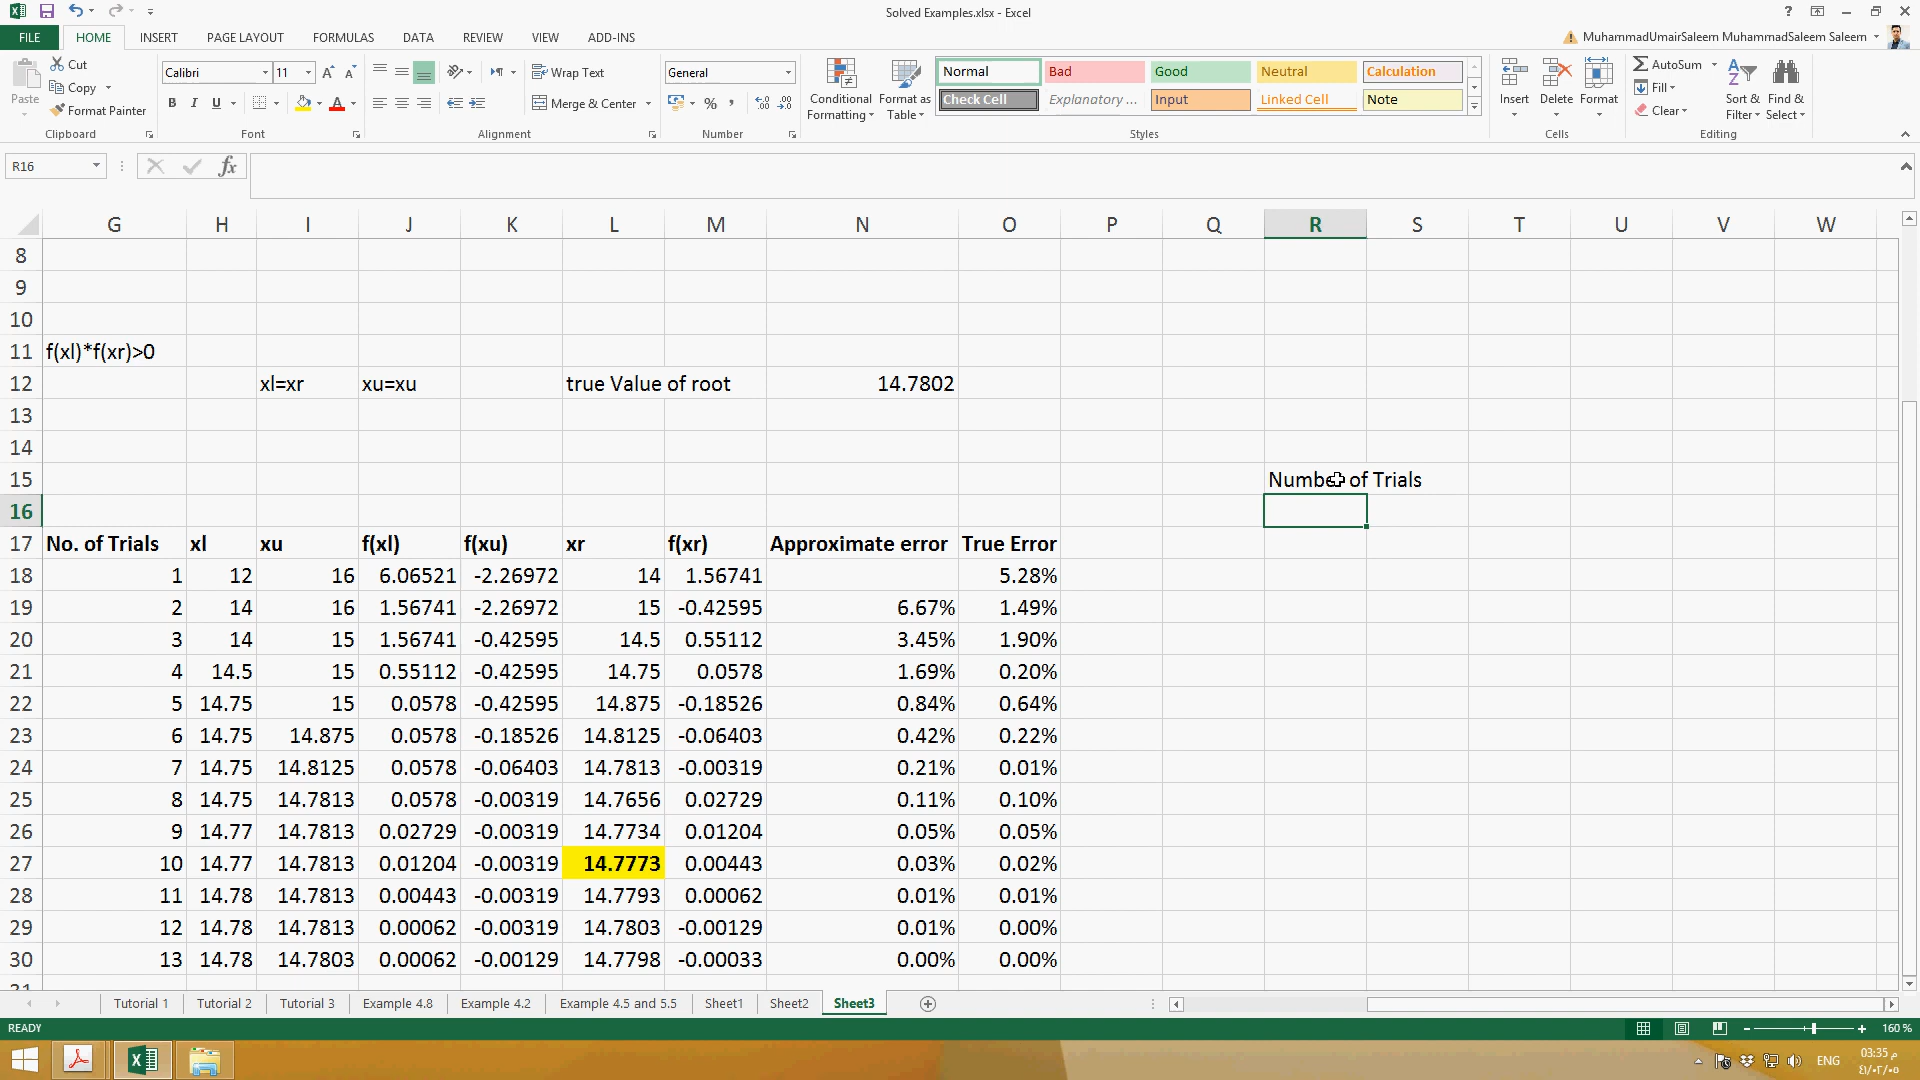 Solved Examples.xlsx - Excel
?
FILE HOME INSERT PAGE LAYOUT FORMULAS DATA REVIEW VIEW ADD-INS
MuhammadUmairSaleem MuhammadSaleem Saleem
Paste
Cut
Copy
Format Painter
Clipboard
Calibri 11
B I U
Font
Wrap Text
Merge & Center
Alignment
General
%
Number
Conditional Formatting
Format as Table
Normal Bad Good Neutral Calculation
Check Cell Explanatory ... Input Linked Cell Note
Styles
Insert Delete Format
Cells
AutoSum
Fill
Clear
Sort & Filter
Find & Select
Editing
R16
fx
G H I J K L M N O P Q R S T U V W
8
9
10
11 f(xl)*f(xr)>0
12 xl=xr xu=xu true Value of root 14.7802
13
14
15 Number of Trials
16
17 No. of Trials xl xu f(xl) f(xu) xr f(xr) Approximate error True Error
18 1 12 16 6.06521 -2.26972 14 1.56741 5.28%
19 2 14 16 1.56741 -2.26972 15 -0.42595 6.67% 1.49%
20 3 14 15 1.56741 -0.42595 14.5 0.55112 3.45% 1.90%
21 4 14.5 15 0.55112 -0.42595 14.75 0.0578 1.69% 0.20%
22 5 14.75 15 0.0578 -0.42595 14.875 -0.18526 0.84% 0.64%
23 6 14.75 14.875 0.0578 -0.18526 14.8125 -0.06403 0.42% 0.22%
24 7 14.75 14.8125 0.0578 -0.06403 14.7813 -0.00319 0.21% 0.01%
25 8 14.75 14.7813 0.0578 -0.00319 14.7656 0.02729 0.11% 0.10%
26 9 14.77 14.7813 0.02729 -0.00319 14.7734 0.01204 0.05% 0.05%
27 10 14.77 14.7813 0.01204 -0.00319 14.7773 0.00443 0.03% 0.02%
28 11 14.78 14.7813 0.00443 -0.00319 14.7793 0.00062 0.01% 0.01%
29 12 14.78 14.7813 0.00062 -0.00319 14.7803 -0.00129 0.01% 0.00%
30 13 14.78 14.7803 0.00062 -0.00129 14.7798 -0.00033 0.00% 0.00%
31
Tutorial 1 Tutorial 2 Tutorial 3 Example 4.8 Example 4.2 Example 4.5 and 5.5 Sheet1 Sheet2 Sheet3
READY
160 %
ENG
03:35 م